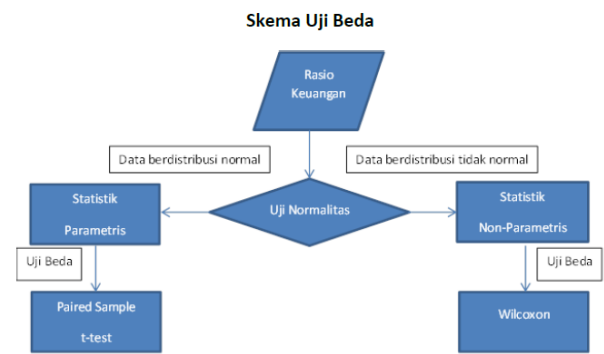 Skema Uji Beda
Rasio
Keuangan
Data berdistribusi normal
Data berdistribusi tidak normal
Statistik
Parametris
Uji Normalitas
Statistik
Non-Parametris
Uji Beda
Uji Beda
Paired Sample
t-test
Wilcoxon